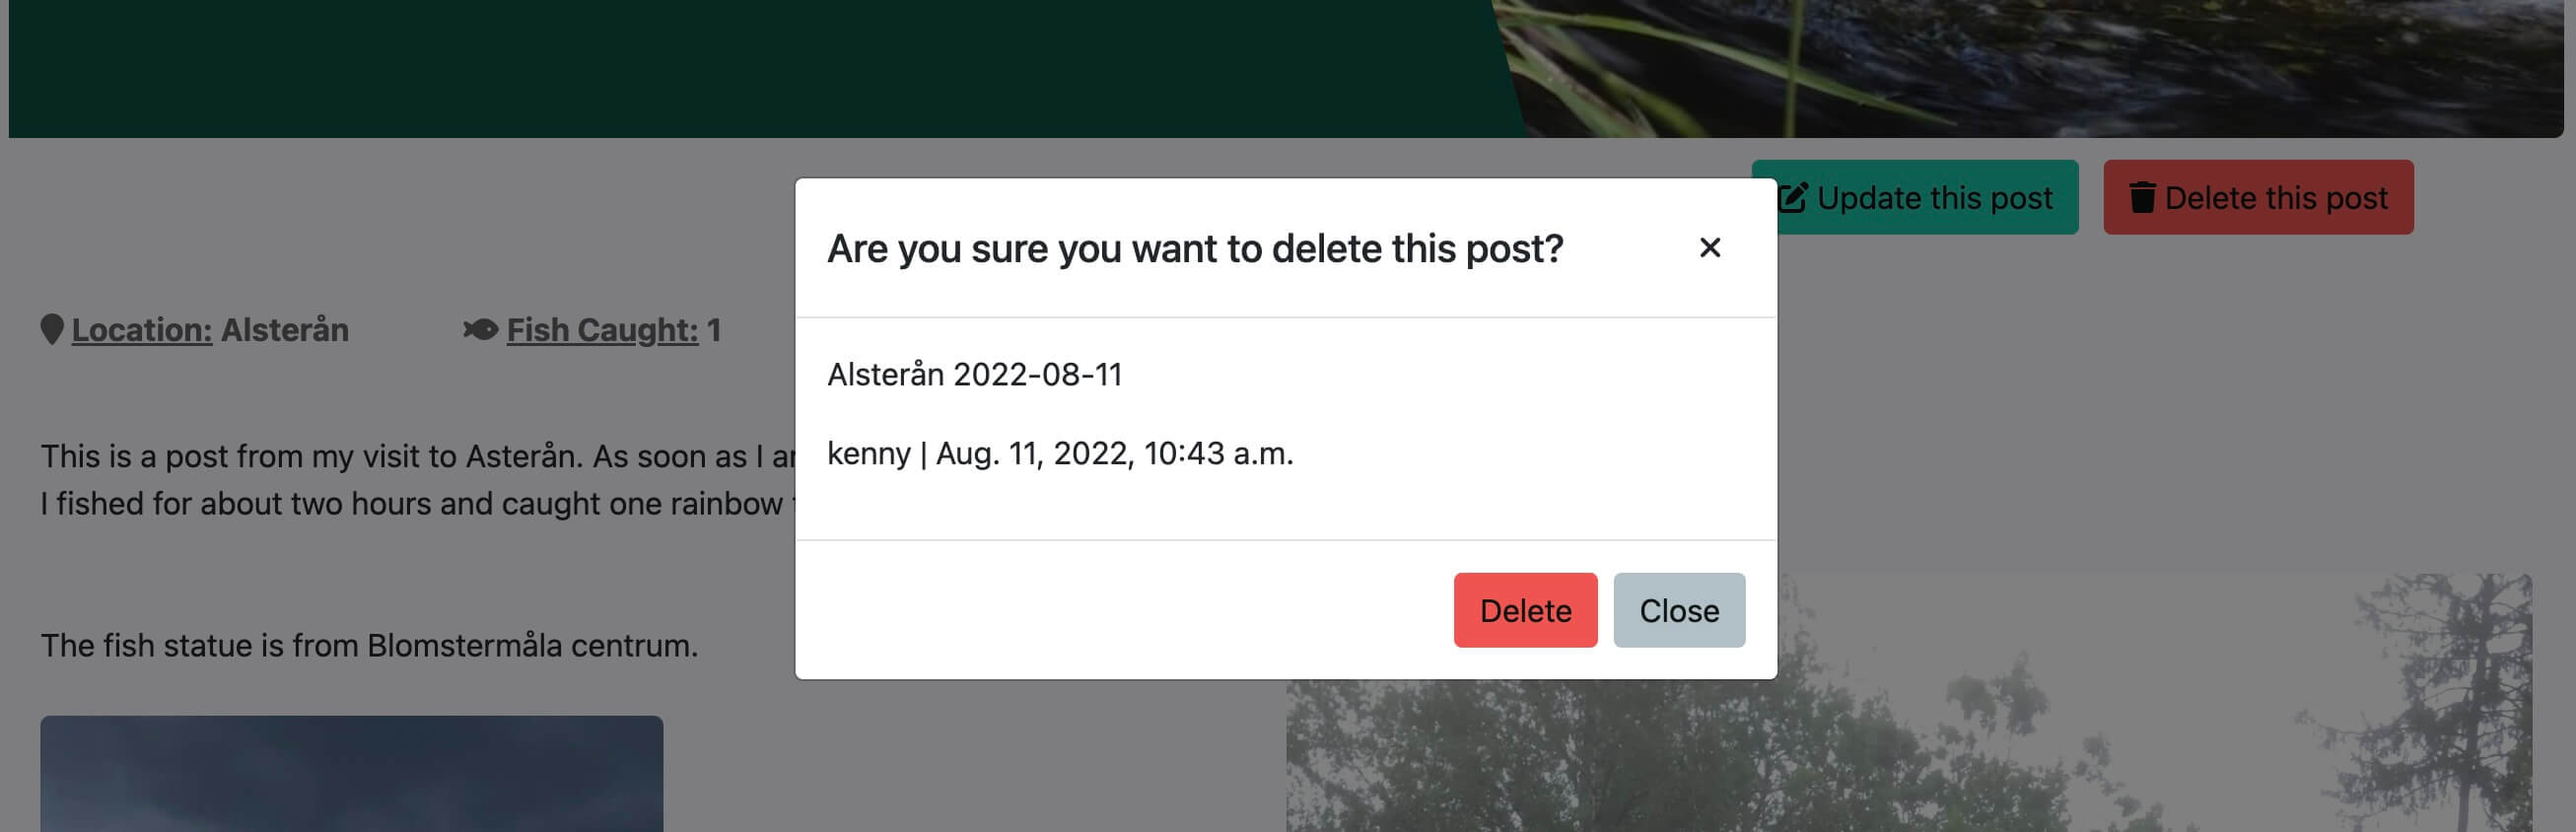 Update this post
Delete this post
Are you sure you want to delete this post?
Alsterån 2022-08-11
kenny | Aug. 11, 2022, 10:43 a.m.
Delete
Close
Location: Alsterån
Fish Caught: 1
This is a post from my visit to Asterån. As soon as I
I fished for about two hours and caught one rainbow
The fish statue is from Blomstermåla centrum.